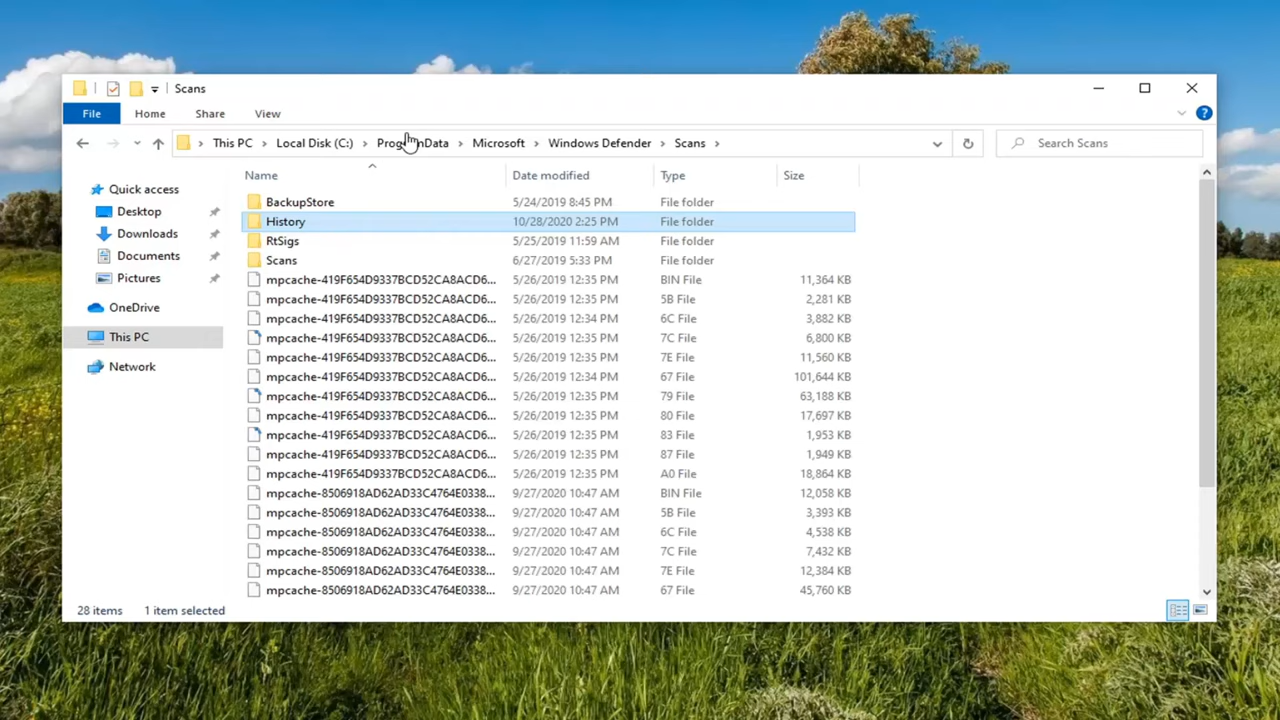 Scans
File Home Share View
This PC Local Disk (C:) ProgramData Microsoft Windows Defender Scans Search Scans
Name Date modified Type Size
Quick access
Desktop
Downloads
Documents
Pictures
OneDrive
This PC
Network
BackupStore 5/24/2019 8:45 PM File folder
History 10/28/2020 2:25 PM File folder
RtSigs 5/25/2019 11:59 AM File folder
Scans 6/27/2019 5:33 PM File folder
mpcache-419F654D9337BCD52CA8ACD6... 5/26/2019 12:35 PM BIN File 11,364 KB
mpcache-419F654D9337BCD52CA8ACD6... 5/26/2019 12:35 PM 5B File 2,281 KB
mpcache-419F654D9337BCD52CA8ACD6... 5/26/2019 12:34 PM 6C File 3,882 KB
mpcache-419F654D9337BCD52CA8ACD6... 5/26/2019 12:35 PM 7C File 6,800 KB
mpcache-419F654D9337BCD52CA8ACD6... 5/26/2019 12:35 PM 7E File 11,560 KB
mpcache-419F654D9337BCD52CA8ACD6... 5/26/2019 12:34 PM 67 File 101,644 KB
mpcache-419F654D9337BCD52CA8ACD6... 5/26/2019 12:35 PM 79 File 63,188 KB
mpcache-419F654D9337BCD52CA8ACD6... 5/26/2019 12:35 PM 80 File 17,697 KB
mpcache-419F654D9337BCD52CA8ACD6... 5/26/2019 12:35 PM 83 File 1,953 KB
mpcache-419F654D9337BCD52CA8ACD6... 5/26/2019 12:35 PM 87 File 1,949 KB
mpcache-419F654D9337BCD52CA8ACD6... 5/26/2019 12:35 PM A0 File 18,864 KB
mpcache-8506918AD62AD33C4764E0338... 9/27/2020 10:47 AM BIN File 12,058 KB
mpcache-8506918AD62AD33C4764E0338... 9/27/2020 10:47 AM 5B File 3,393 KB
mpcache-8506918AD62AD33C4764E0338... 9/27/2020 10:47 AM 6C File 4,538 KB
mpcache-8506918AD62AD33C4764E0338... 9/27/2020 10:47 AM 7C File 7,432 KB
mpcache-8506918AD62AD33C4764E0338... 9/27/2020 10:47 AM 7E File 12,384 KB
mpcache-8506918AD62AD33C4764E0338... 9/27/2020 10:47 AM 67 File 45,760 KB
28 items 1 item selected